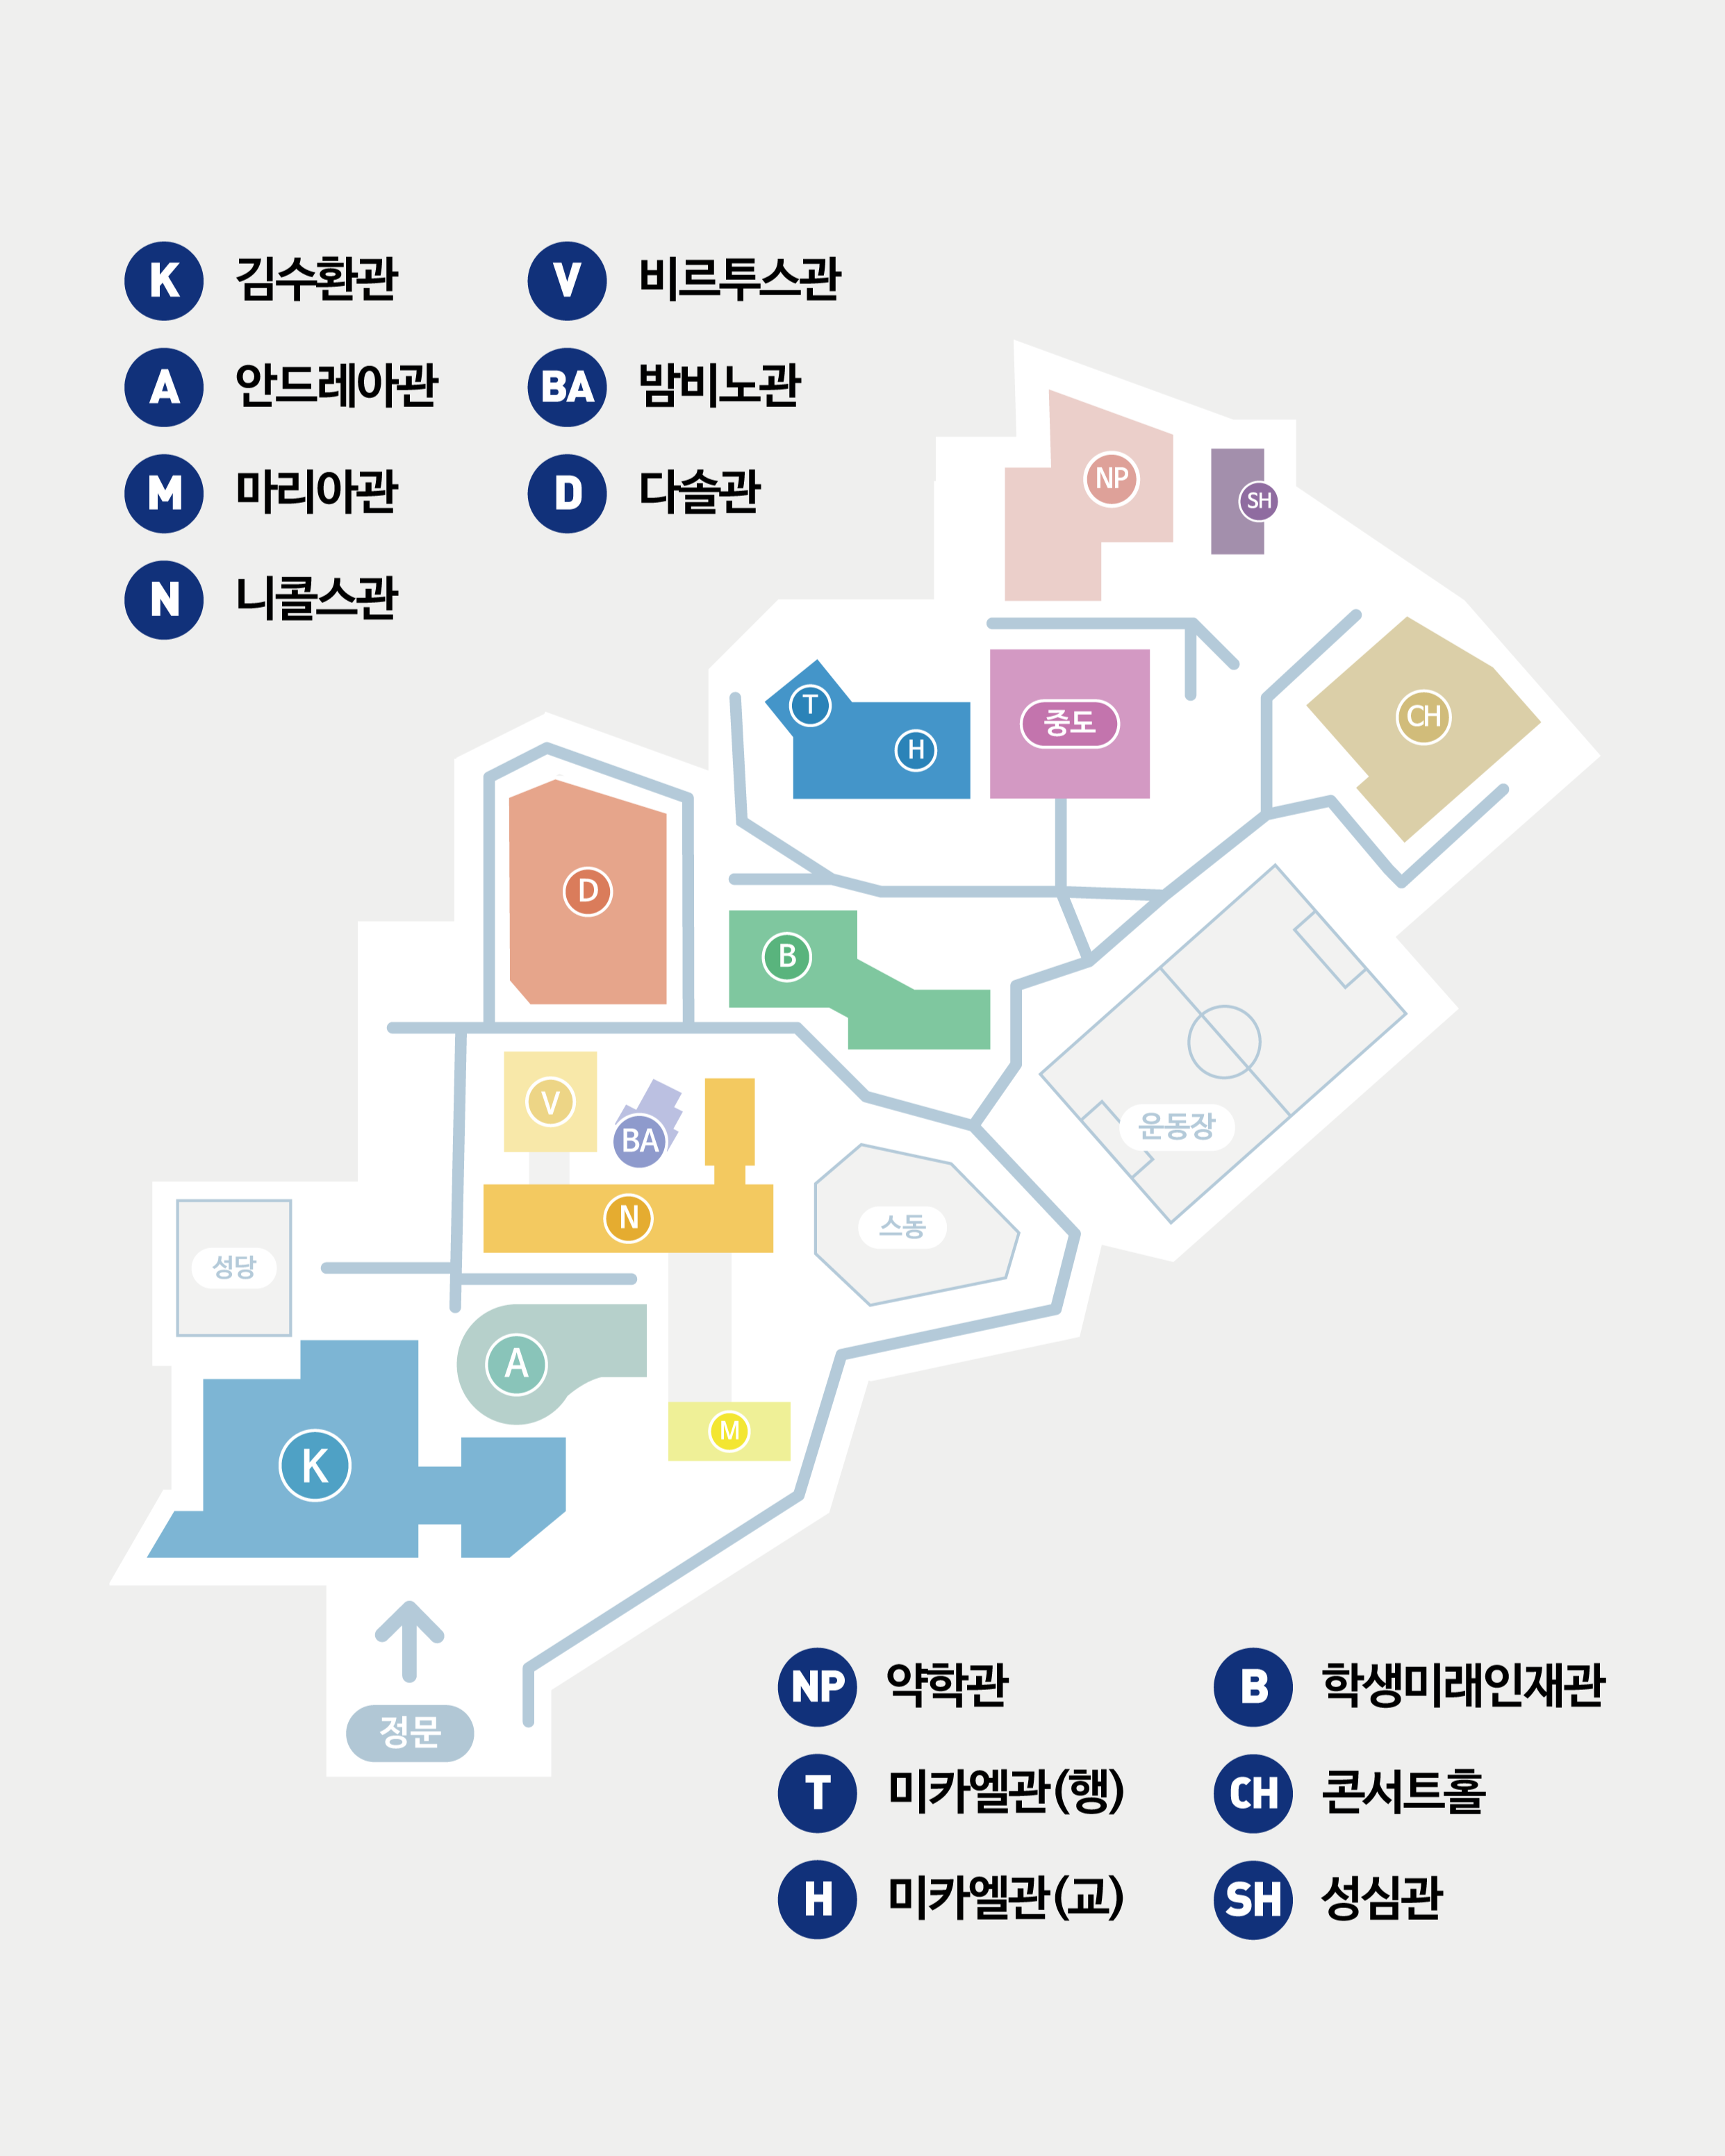 K 김수환관
V 비르투스관
A 안드레아관
BA 밤비노관
M 마리아관
D 다솔관
N 니콜스관
NP
SH
T
H
중도
CH
D
B
V
BA
운동장
N
스동
성당
A
M
K
정문
NP 약학관
B 학생미래인재관
T 미카엘관(행)
CH 콘서트홀
H 미카엘관(교)
SH 성심관